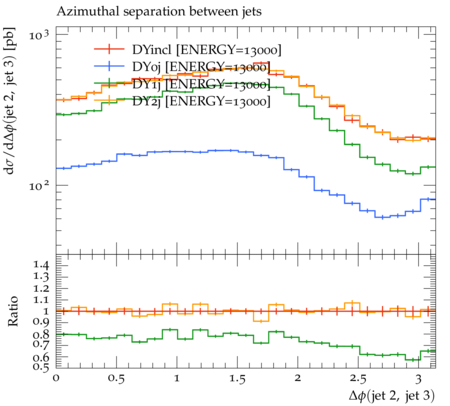 Azimuthal separation between jets
dσ/dΔϕ(jet 2, jet 3) [pb]
10³
10²
DYincl [ENERGY=13000]
DY0j [ENERGY=13000]
DY1j [ENERGY=13000]
DY2j [ENERGY=13000]
Ratio
1.4
1.3
1.2
1.1
1
0.9
0.8
0.7
0.6
0.5
0 0.5 1 1.5 2 2.5 3
Δϕ(jet 2, jet 3)